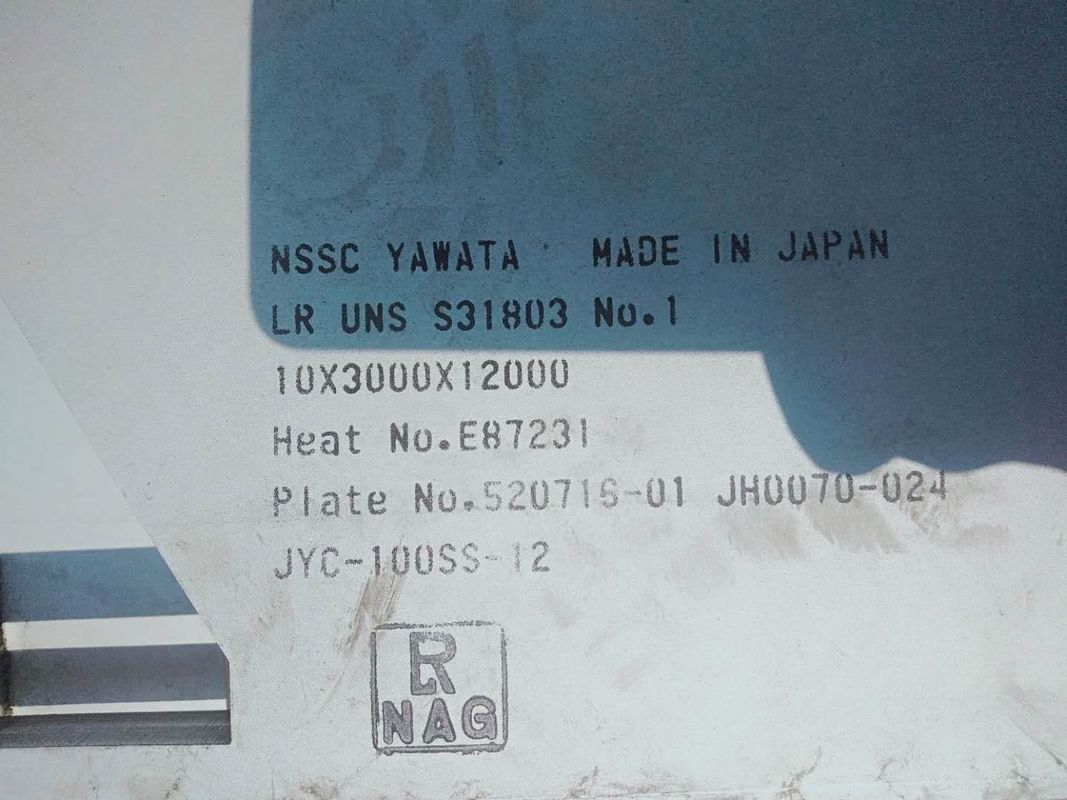 NSSC YAWATA MADE IN JAPAN
LR UNS S31803 No.1
10X3000X12000
Heat No.E87231
Plate No.52071S-01 JH0070-024
JYC-100SS-12
LR
NAG